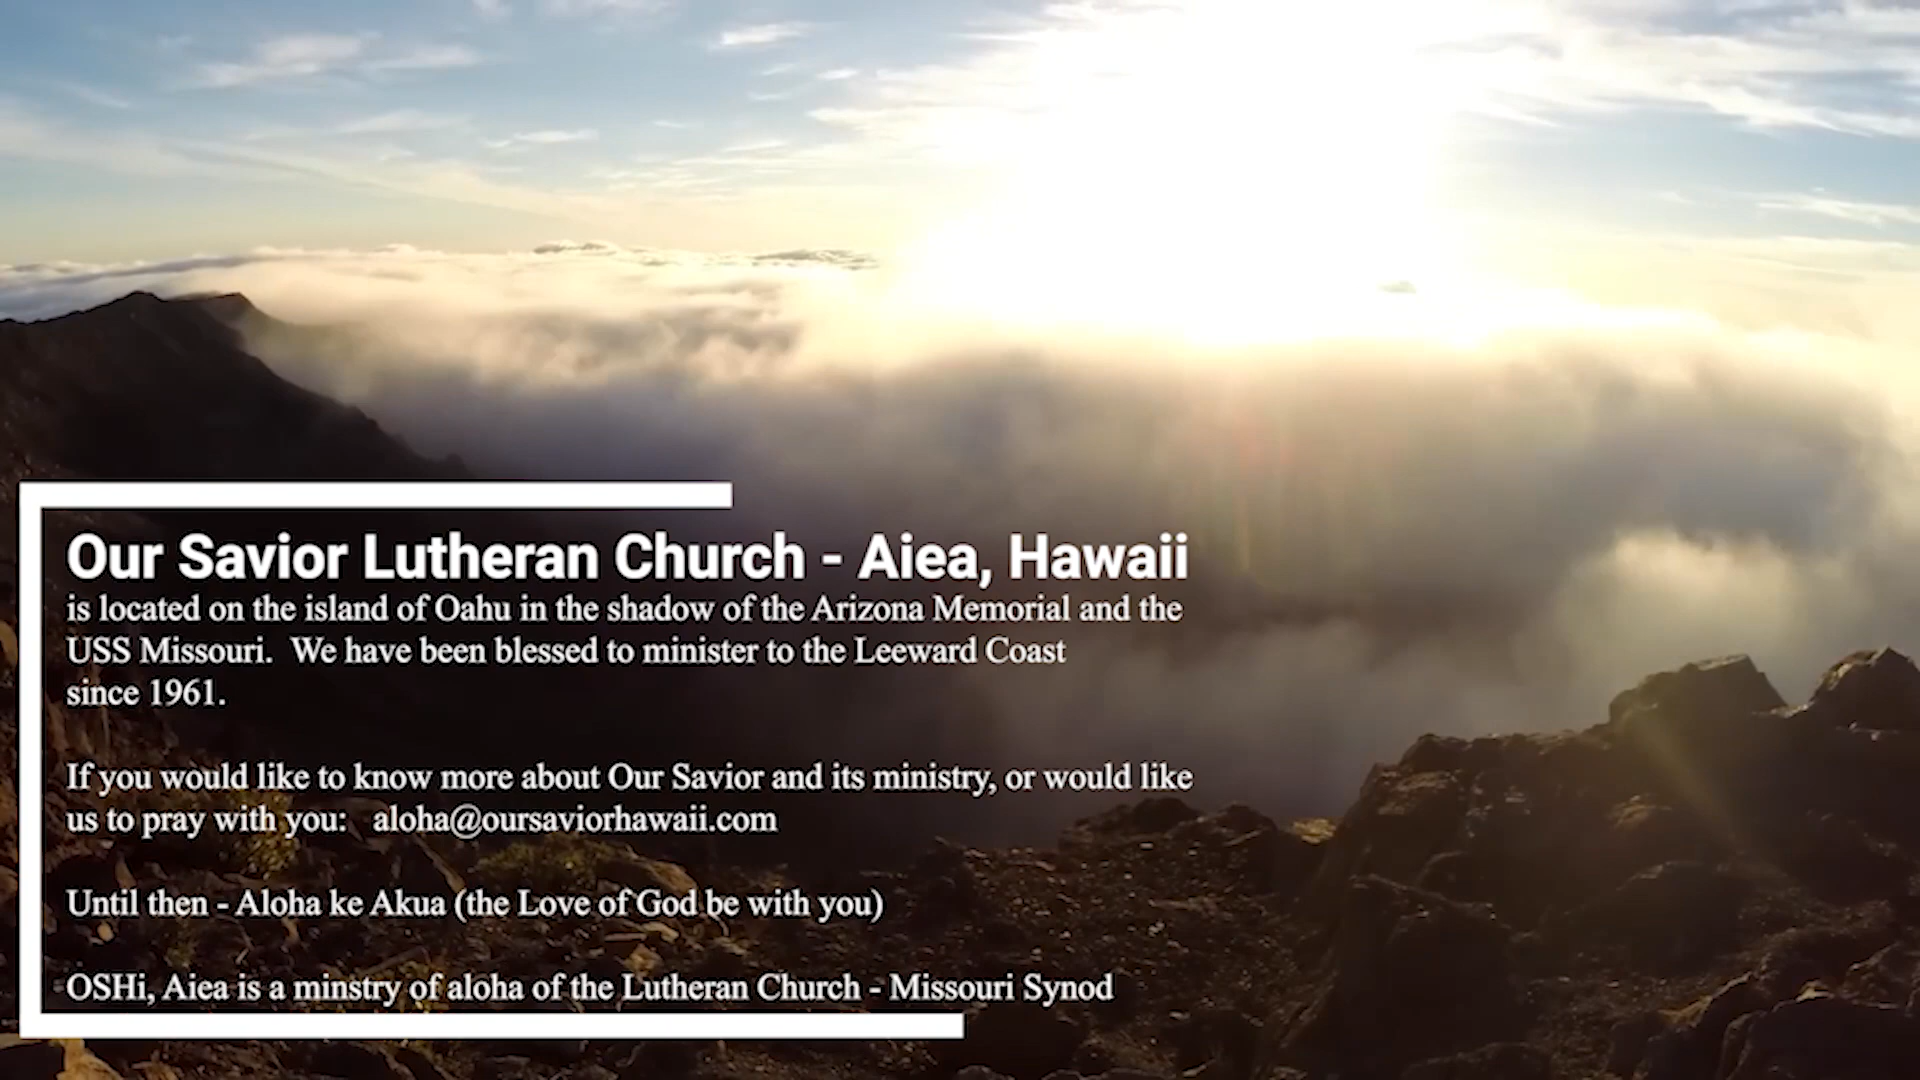 Our Savior Lutheran Church - Aiea, Hawaii
is located on the island of Oahu in the shadow of the Arizona Memorial and the
USS Missouri.  We have been blessed to minister to the Leeward Coast
since 1961.
If you would like to know more about Our Savior and its ministry, or would like
us to pray with you:   aloha@oursaviorhawaii.com
Until then - Aloha ke Akua (the Love of God be with you)
OSHi, Aiea is a minstry of aloha of the Lutheran Church - Missouri Synod